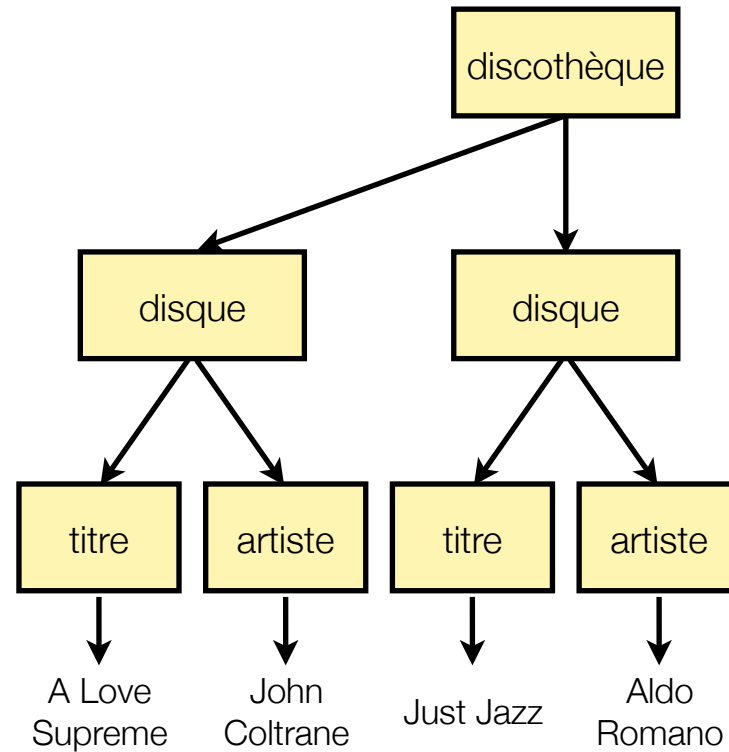 discothèque
disque
disque
titre
artiste
titre
artiste
A Love
Supreme
John
Coltrane
Just Jazz
Aldo
Romano